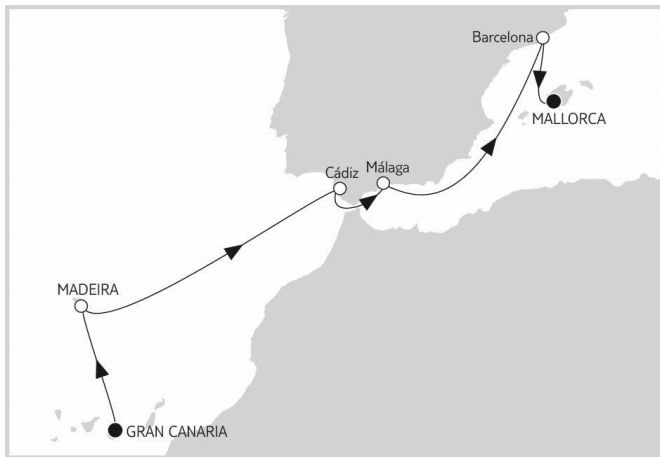 Barcelona
MALLORCA
Cádiz
Málaga
MADEIRA
GRAN CANARIA